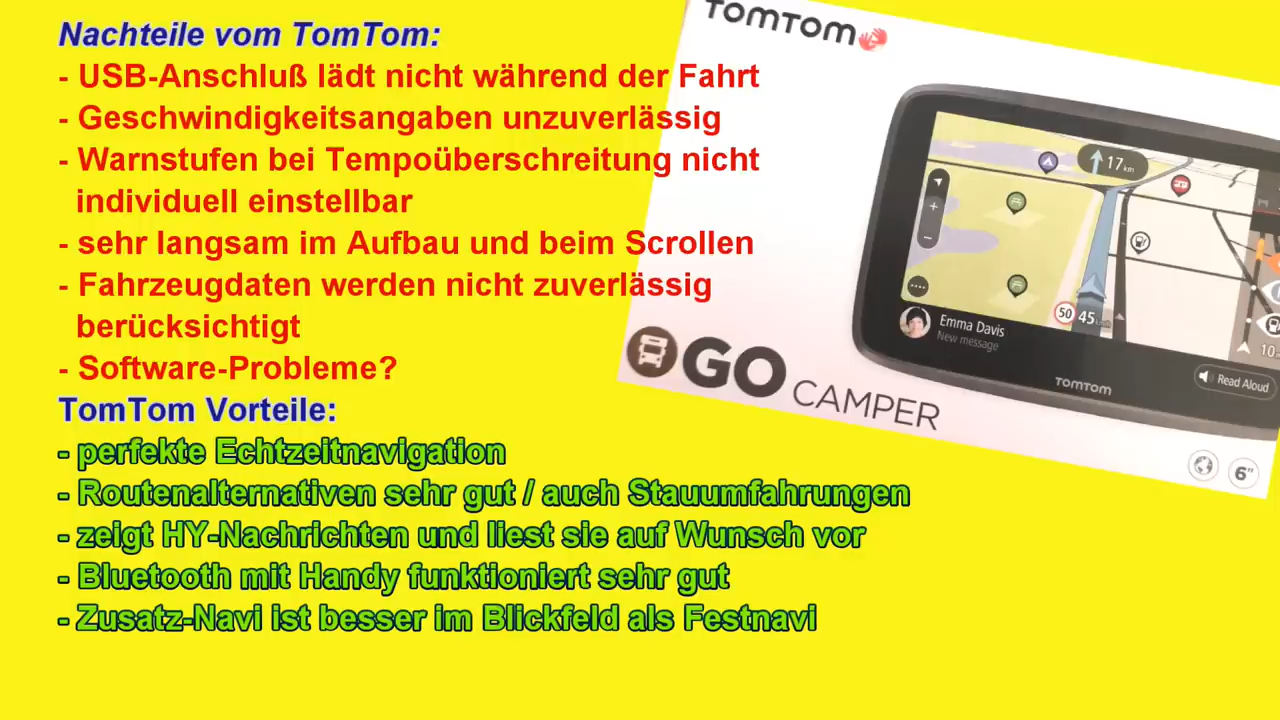 Nachteile vom TomTom:
- USB-Anschluß lädt nicht während der Fahrt
- Geschwindigkeitsangaben unzuverlässig
- Warnstufen bei Tempoüberschreitung nicht
individuell einstellbar
- sehr langsam im Aufbau und beim Scrollen
- Fahrzeugdaten werden nicht zuverlässig
berücksichtigt
- Software-Probleme?
TomTom Vorteile:
- perfekte Echtzeitnavigation
- Routenalternativen sehr gut / auch Stauumfahrungen
- zeigt HY-Nachrichten und liest sie auf Wunsch vor
- Bluetooth mit Handy funktioniert sehr gut
- Zusatz-Navi ist besser im Blickfeld als Festnavi
TOMTOM
17 km
50 45
Emma Davis
New message
Read Aloud
TOMTOM
GO CAMPER
6"